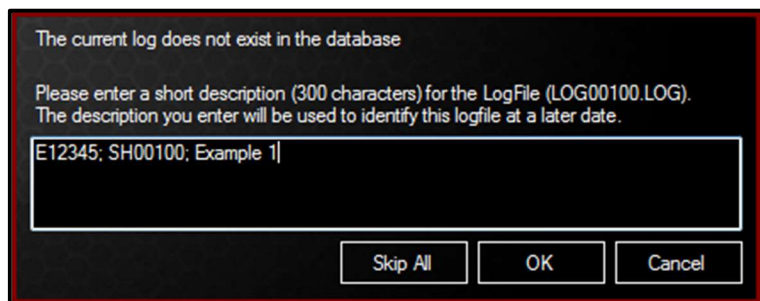 The current log does not exist in the database
Please enter a short description (300 characters) for the LogFile (LOG00100.LOG).
The description you enter will be used to identify this logfile at a later date.
E12345; SH00100; Example 1
Skip All
OK
Cancel